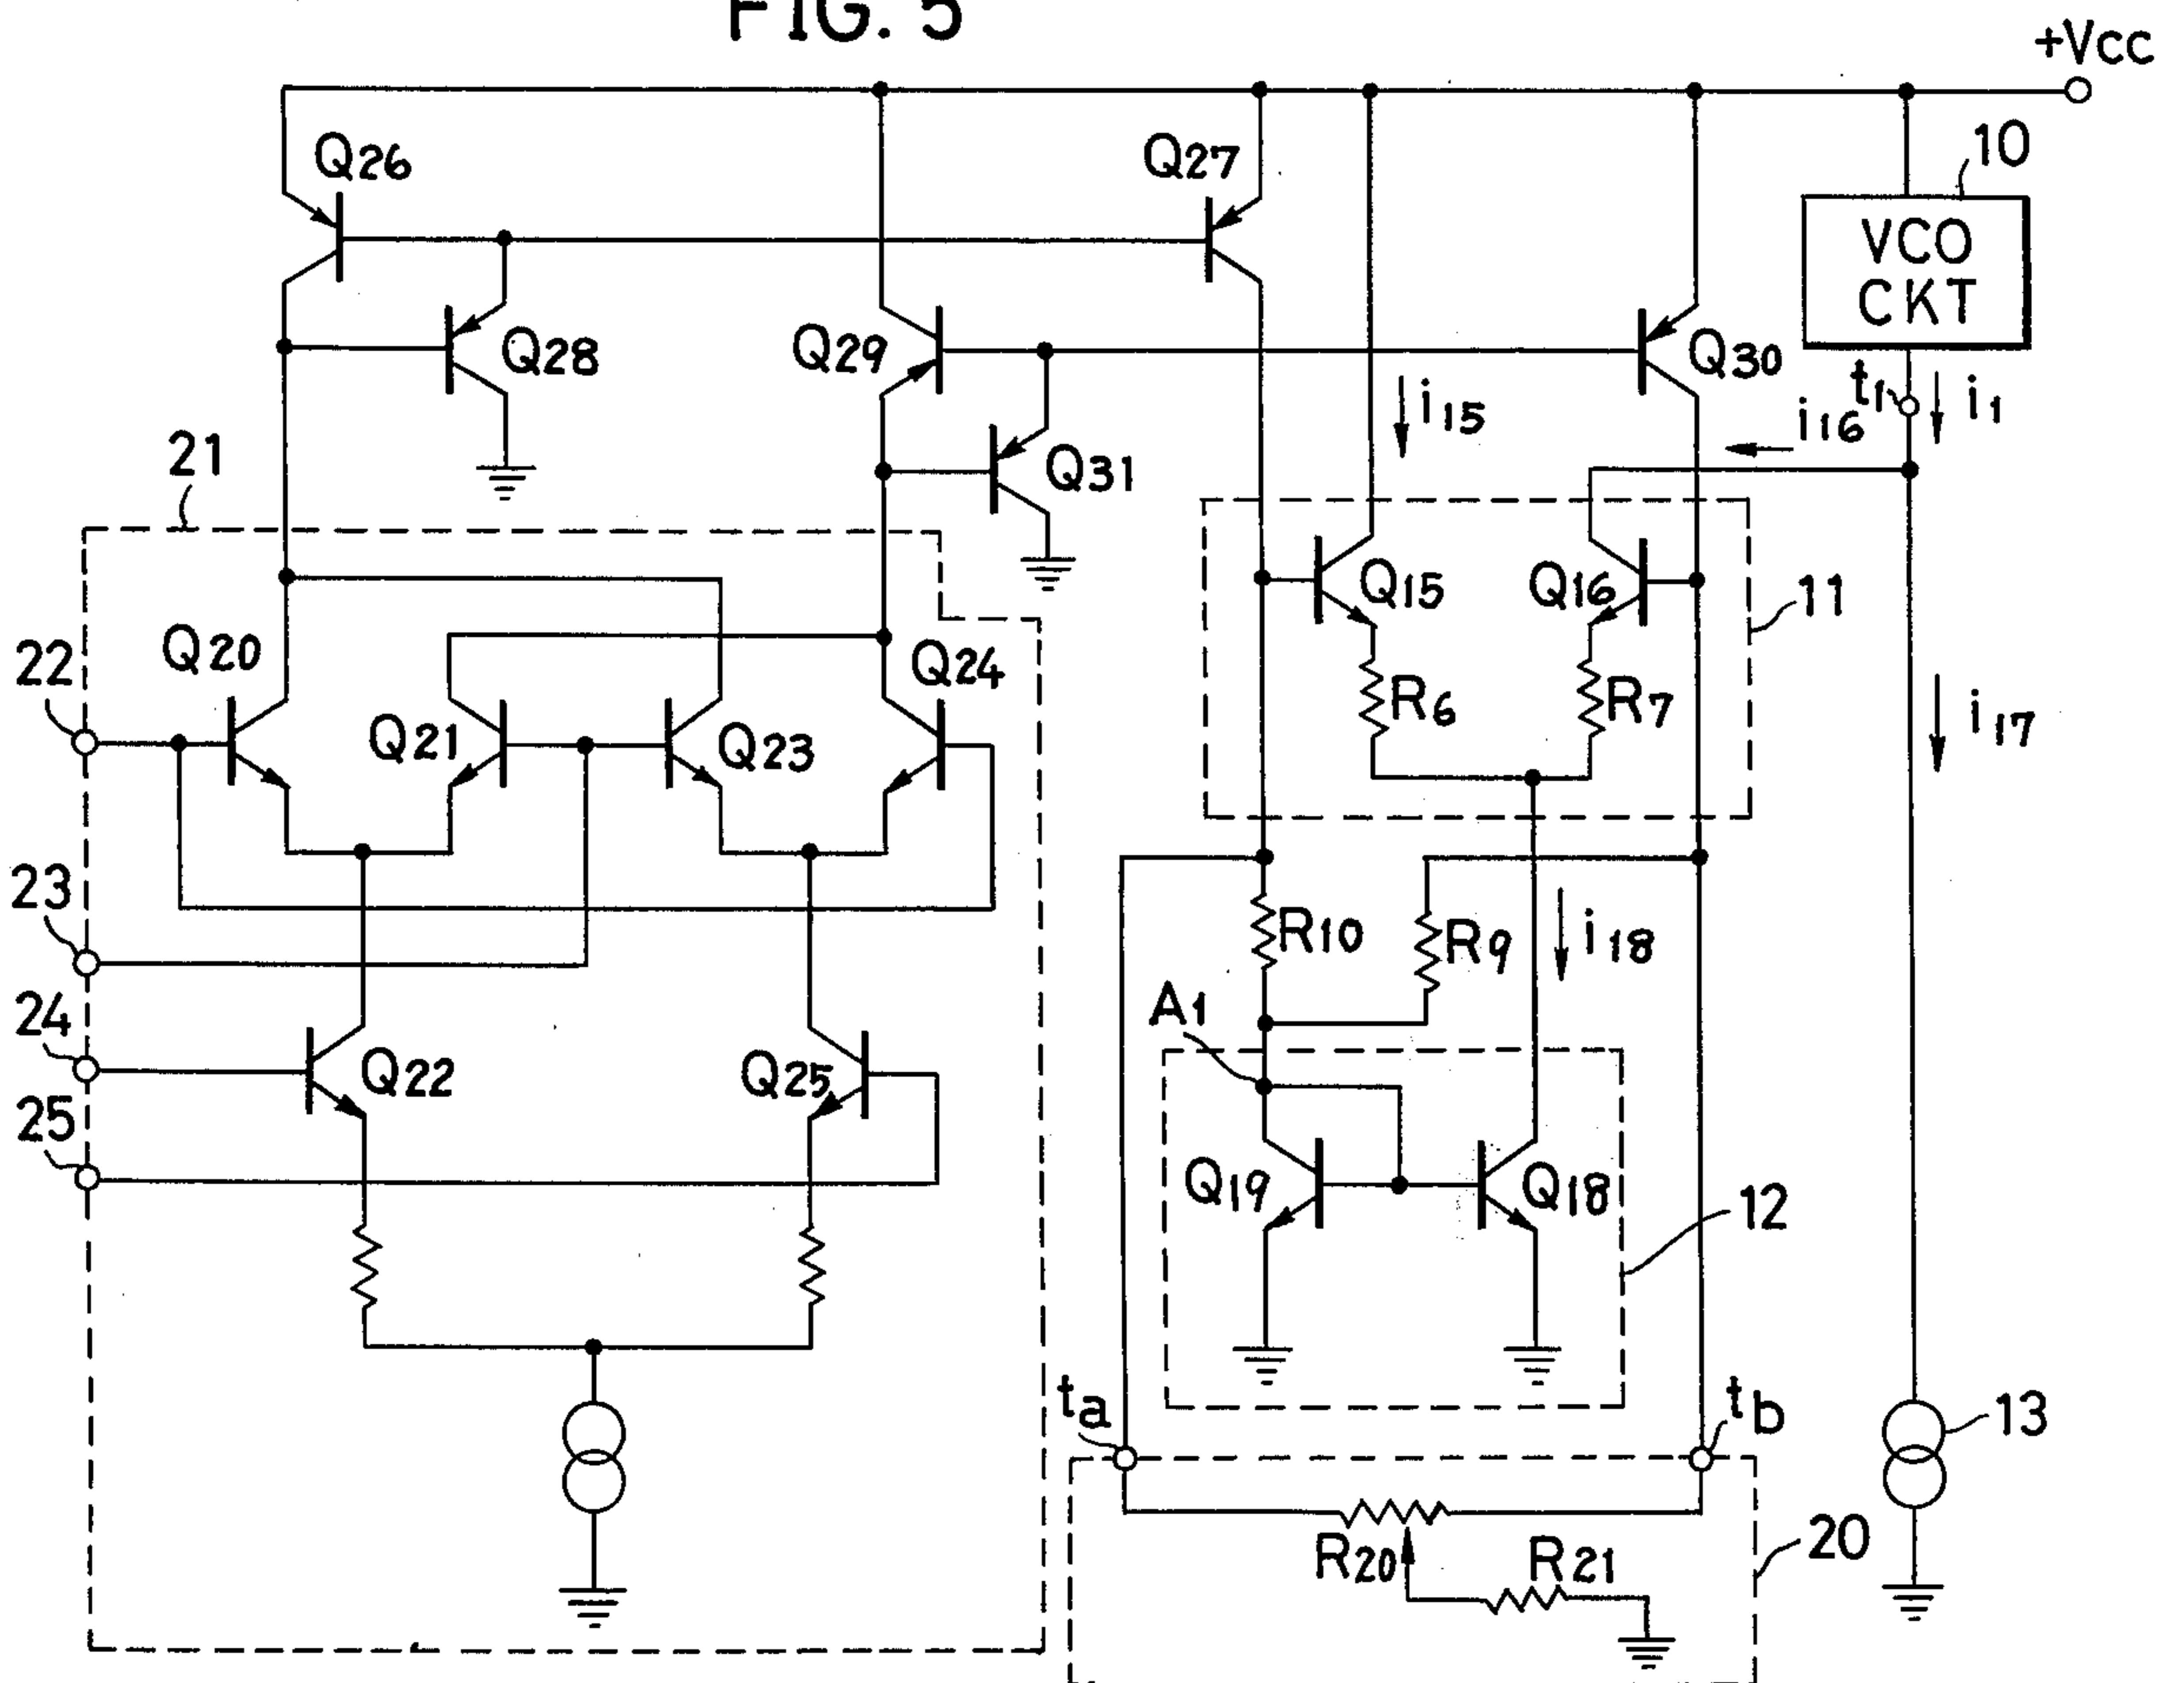 FIG. 5
+Vcc
Q26
Q27
10
VCO
CKT
Q28
Q29
Q30
t1
i1
i15
i16
21
Q31
Q15
Q16
11
Q20
Q24
22
R6
R7
i17
Q21
Q23
23
R10
R9
i18
24
A1
Q22
Q25
25
Q19
Q18
12
ta
tb
13
R20
R21
20